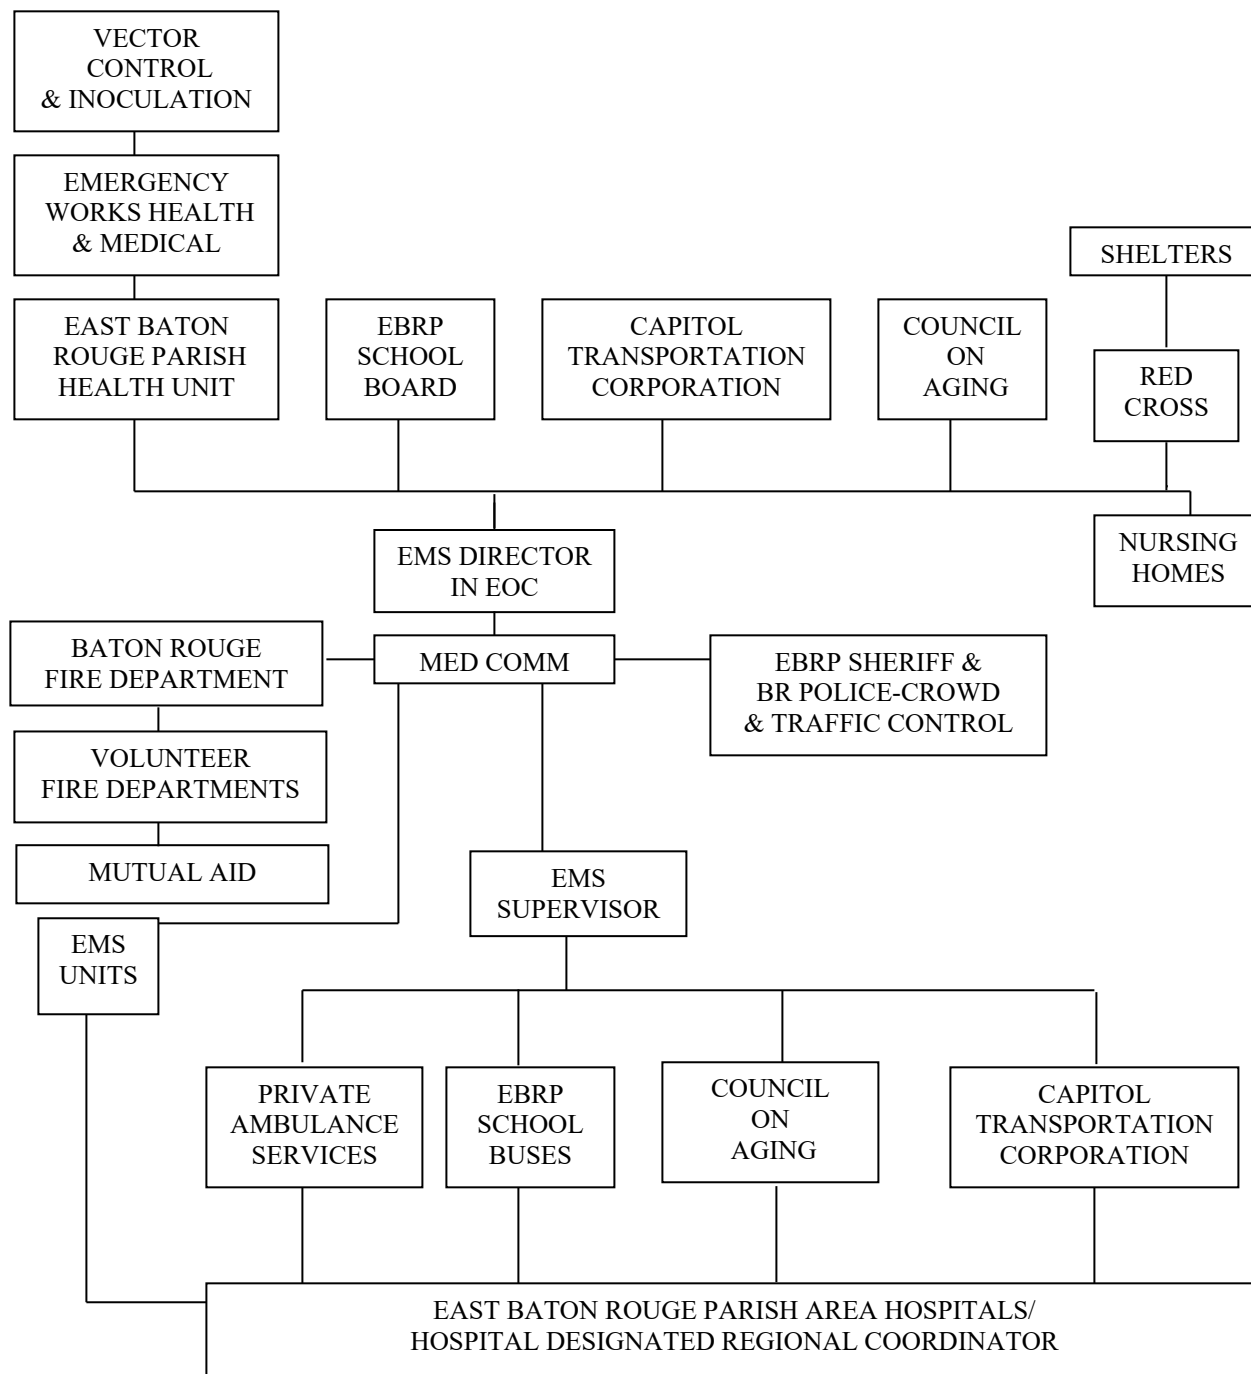 VECTOR
CONTROL
& INOCULATION
EMERGENCY
WORKS HEALTH
& MEDICAL
SHELTERS
EAST BATON
ROUGE PARISH
HEALTH UNIT
EBRP
SCHOOL
BOARD
CAPITOL
TRANSPORTATION
CORPORATION
COUNCIL
ON
AGING
RED
CROSS
EMS DIRECTOR
IN EOC
NURSING
HOMES
BATON ROUGE
FIRE DEPARTMENT
MED COMM
EBRP SHERIFF &
BR POLICE-CROWD
& TRAFFIC CONTROL
VOLUNTEER
FIRE DEPARTMENTS
MUTUAL AID
EMS
SUPERVISOR
EMS
UNITS
PRIVATE
AMBULANCE
SERVICES
EBRP
SCHOOL
BUSES
COUNCIL
ON
AGING
CAPITOL
TRANSPORTATION
CORPORATION
EAST BATON ROUGE PARISH AREA HOSPITALS/
HOSPITAL DESIGNATED REGIONAL COORDINATOR